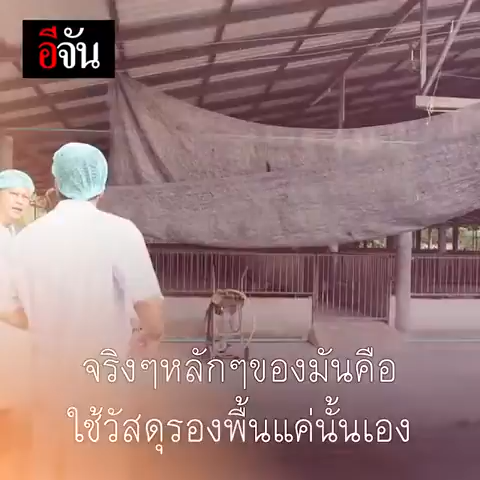 อีจัน
จริงๆหลักๆของมันคือ
ใช้วัสดุรองพื้นแค่นั้นเอง